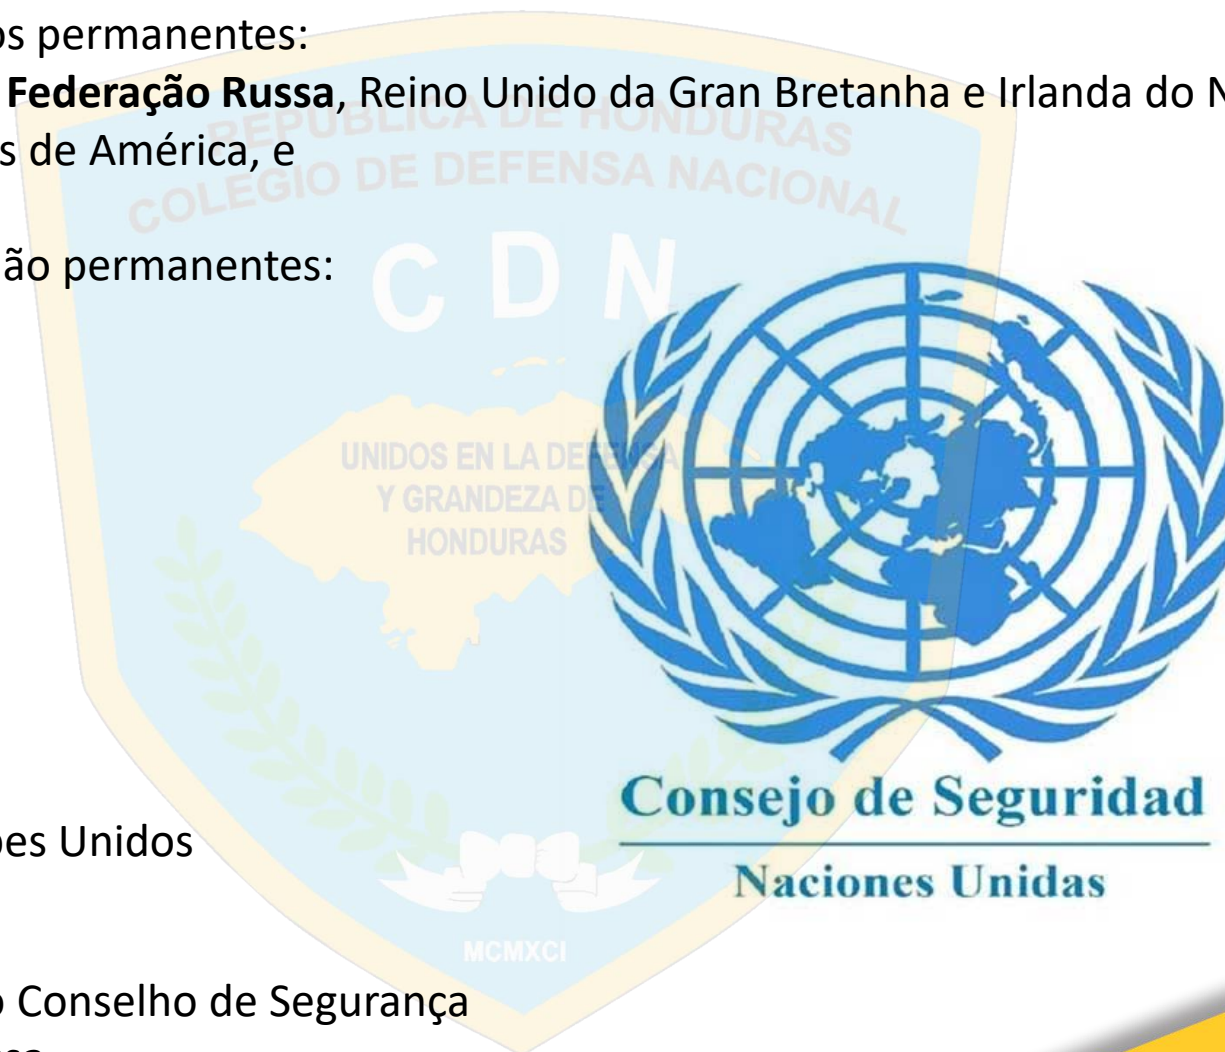 os permanentes:
Federação Russa, Reino Unido da Gran Bretanha e Irlanda do N
s de América, e
REPUBLICA DE HONDURAS
COLEGIO DE DEFENSA NACIONAL
ão permanentes:
C D N
UNIDOS EN LA DEFENSA
Y GRANDEZA DE
HONDURAS
Consejo de Seguridad
Naciones Unidas
es Unidos
MCMXCI
o Conselho de Segurança